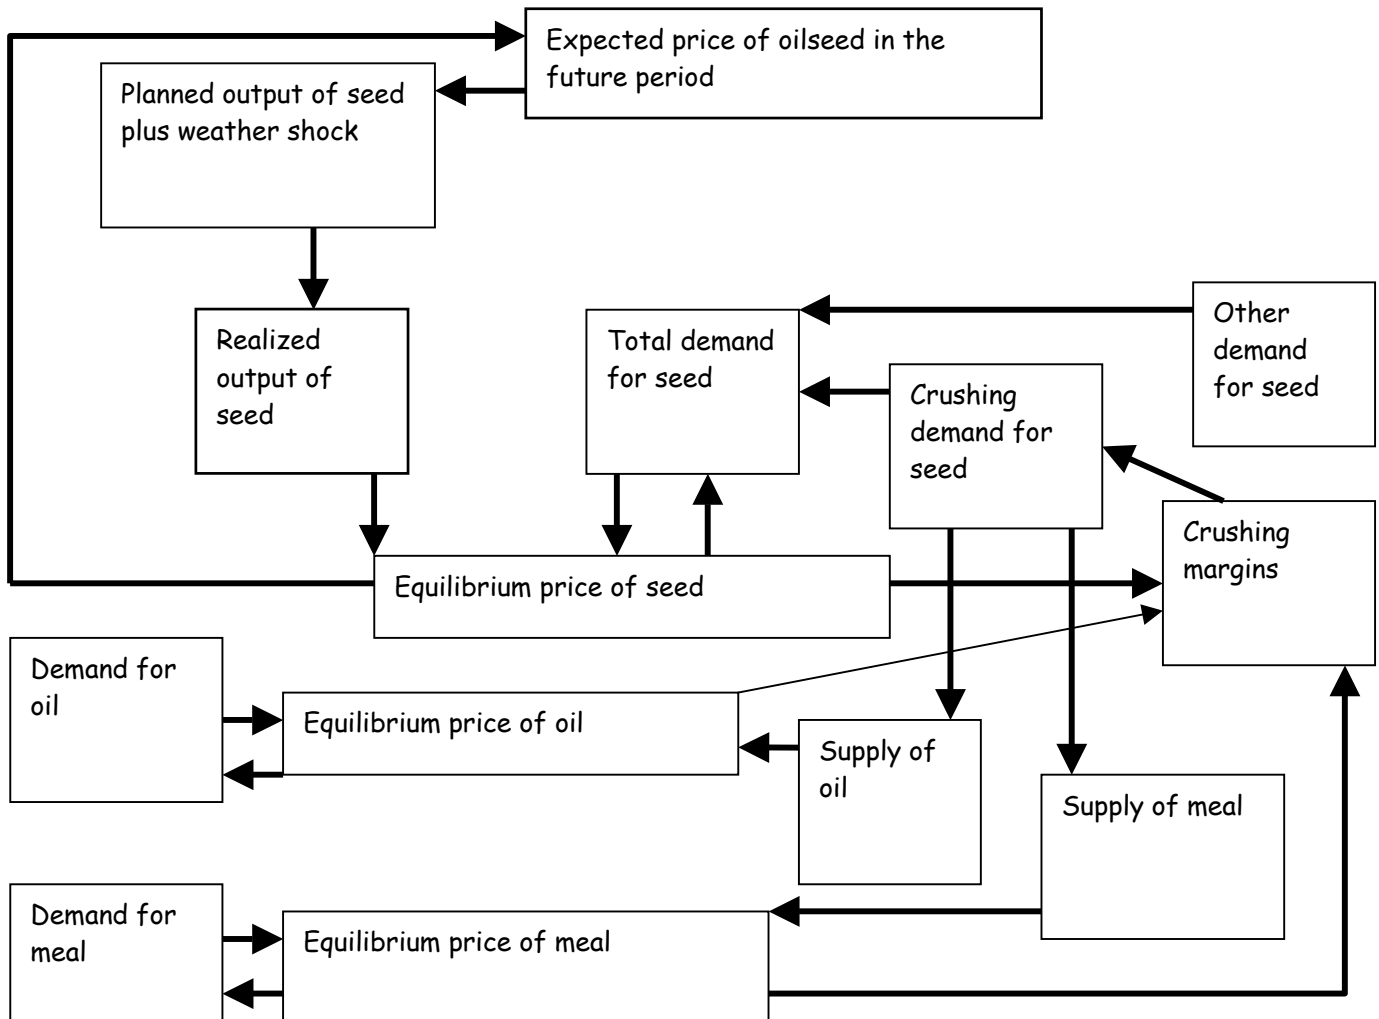 Expected price of oilseed in the
future period
Planned output of seed
plus weather shock
Realized
output of
seed
Total demand
for seed
Crushing
demand for
seed
Other
demand
for seed
Crushing
margins
Equilibrium price of seed
Demand for
oil
Equilibrium price of oil
Supply of
oil
Supply of meal
Demand for
meal
Equilibrium price of meal